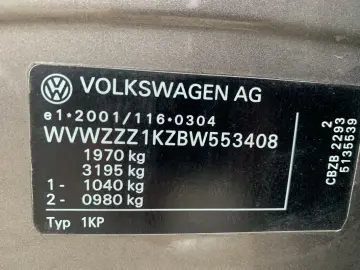 VOLKSWAGEN AG
e1*2001/116*0304
WVWZZZ1KZBW553408
1970 kg
3195 kg
1- 1040 kg
2- 0980 kg
Typ 1KP
2
CBZB 2293
5135539